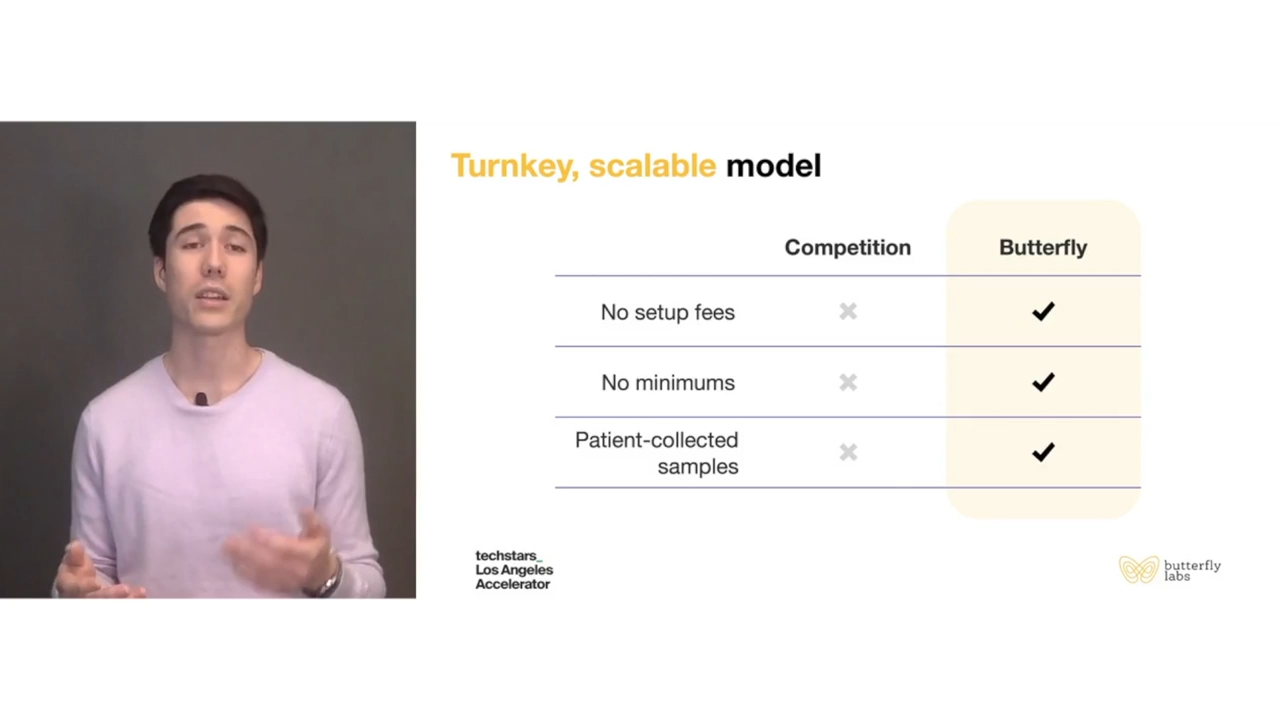 Turnkey, scalable model
Competition
Butterfly
No setup fees
No minimums
Patient-collected
samples
techstars_
Los Angeles
Accelerator
butterfly
labs